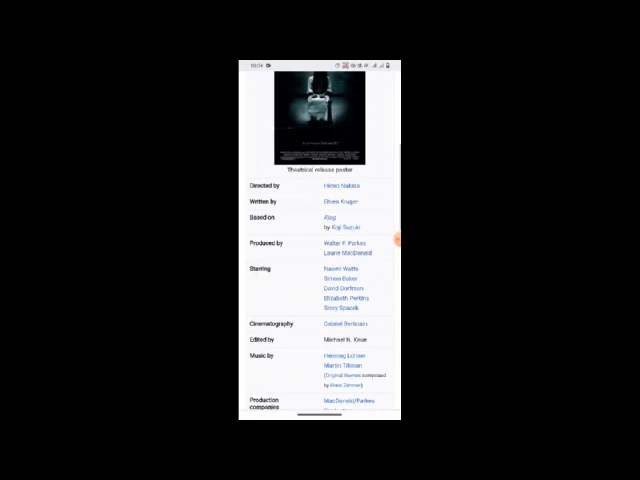 Theatrical release poster
Directed by Hideo Nakata
Written by Ehren Kruger
Based on Ring
by Koji Suzuki
Produced by Walter F. Parkes
Laurie MacDonald
Starring Naomi Watts
Simon Baker
David Dorfman
Elizabeth Perkins
Sissy Spacek
Cinematography Gabriel Beristain
Edited by Michael N. Knue
Music by Henning Lohner
Martin Tillman
(Original themes composed
by Hans Zimmer)
Production MacDonald/Parkes
companies